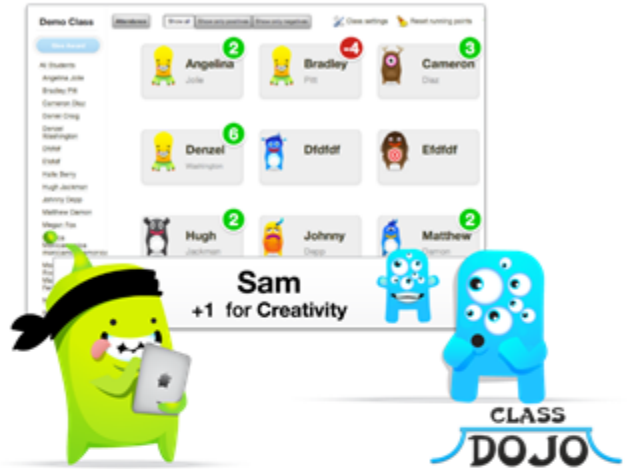 Demo Class
Attendance
Show all
Show only positives
Show only negatives
Class settings
Reset running points
All Students
Angelina Jolie
Bradley Pitt
Cameron Diaz
Daniel Craig
Denzel
Washington
Dfdfdf
Efdfdf
Halle Berry
Hugh Jackman
Johnny Depp
Matthew Damon
Megan Fox
2
Angelina
Jolie
-4
Bradley
Pitt
3
Cameron
Diaz
6
Denzel
Washington
Dfdfdf
Efdfdf
2
Hugh
Jackman
Johnny
Depp
2
Matthew
Damon
Sam
+1 for Creativity
CLASS
DOJO